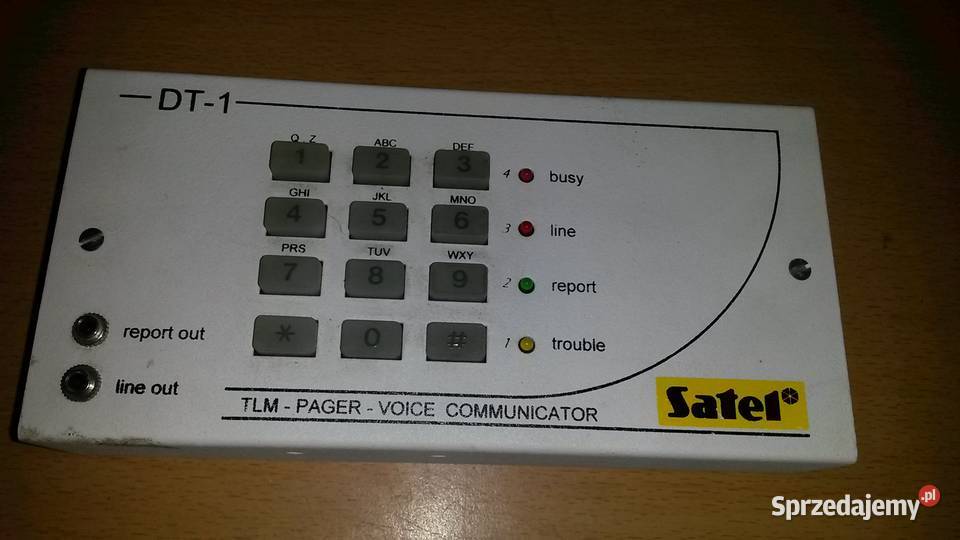 DT-1
Q Z ABC DEF
1 2 3 4 busy
GHI JKL MNO
4 5 6 3 line
PRS TUV WXY
7 8 9 2 report
report out * 0 # 1 trouble
line out
TLM - PAGER - VOICE COMMUNICATOR
Satel
Sprzedajemy.pl